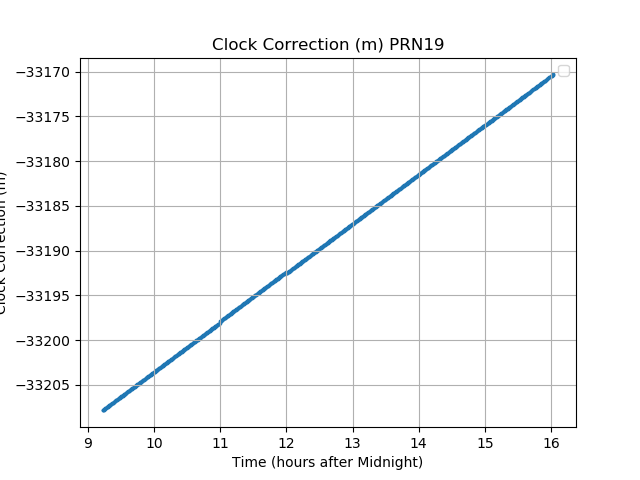 Clock Correction (m) PRN19
−33170
−33175
−33180
−33185
−33190
−33195
−33200
−33205
Clock Correction (m)
9 10 11 12 13 14 15 16
Time (hours after Midnight)